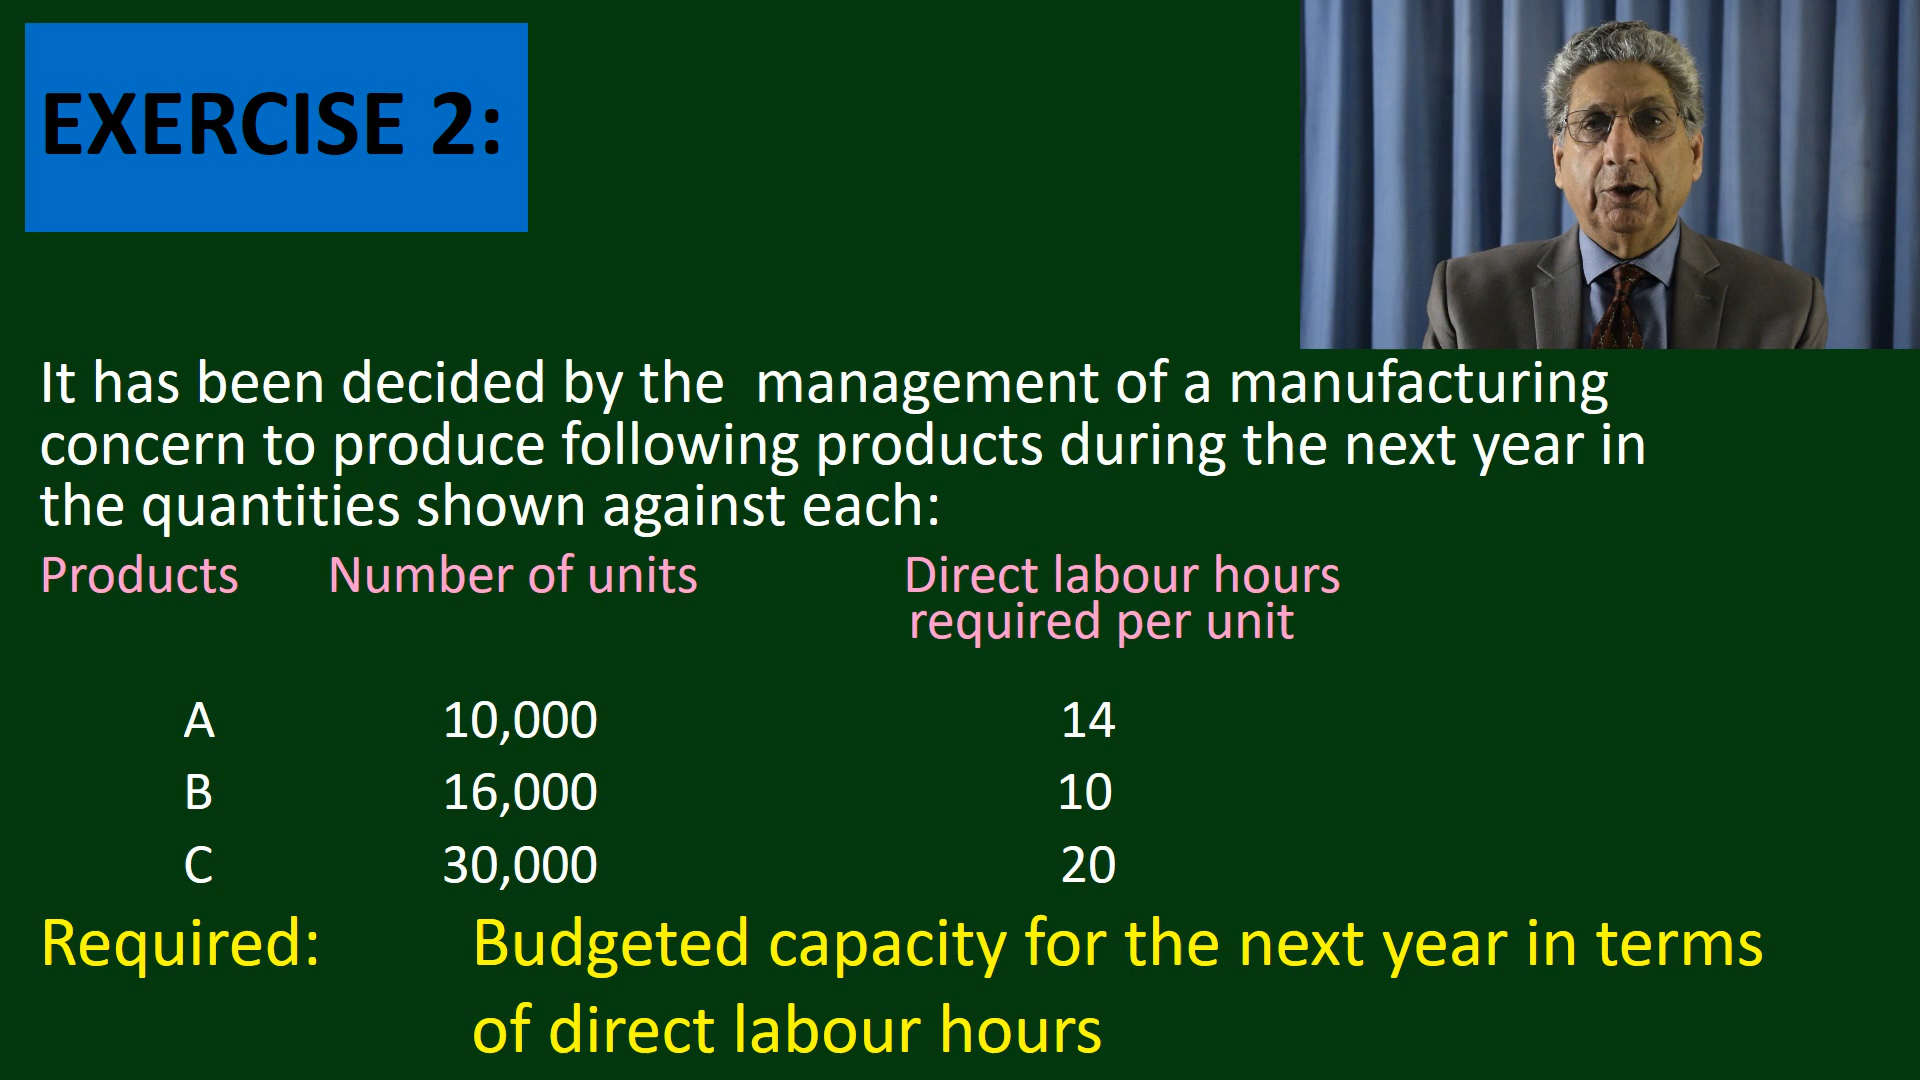 EXERCISE 2:
It has been decided by the management of a manufacturing
concern to produce following products during the next year in
the quantities shown against each:
Products Number of units Direct labour hours
required per unit
A 10,000 14
B 16,000 10
C 30,000 20
Required: Budgeted capacity for the next year in terms
of direct labour hours